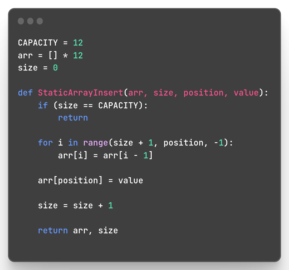 CAPACITY = 12
arr = [] * 12
size = 0
def StaticArrayInsert(arr, size, position, value):
if (size == CAPACITY):
return
for i in range(size + 1, position, -1):
arr[i] = arr[i - 1]
arr[position] = value
size = size + 1
return arr, size